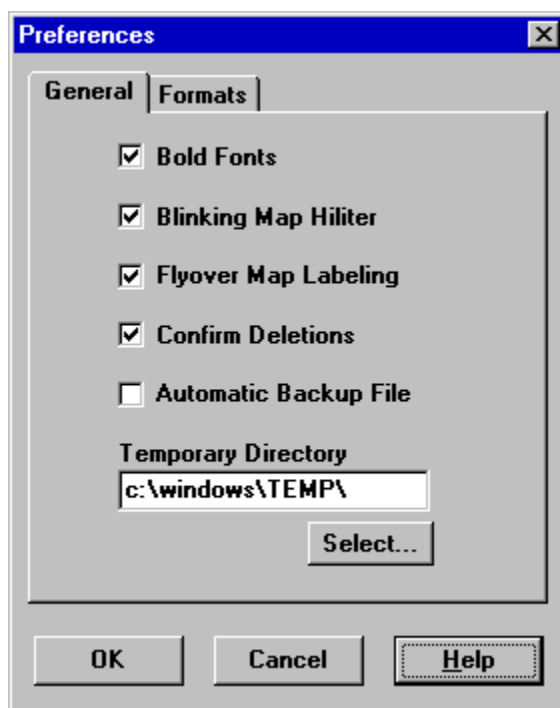 Preferences
General Formats
Bold Fonts
Blinking Map Hiliter
Flyover Map Labeling
Confirm Deletions
Automatic Backup File
Temporary Directory
c:\windows\TEMP\
Select...
OK Cancel Help